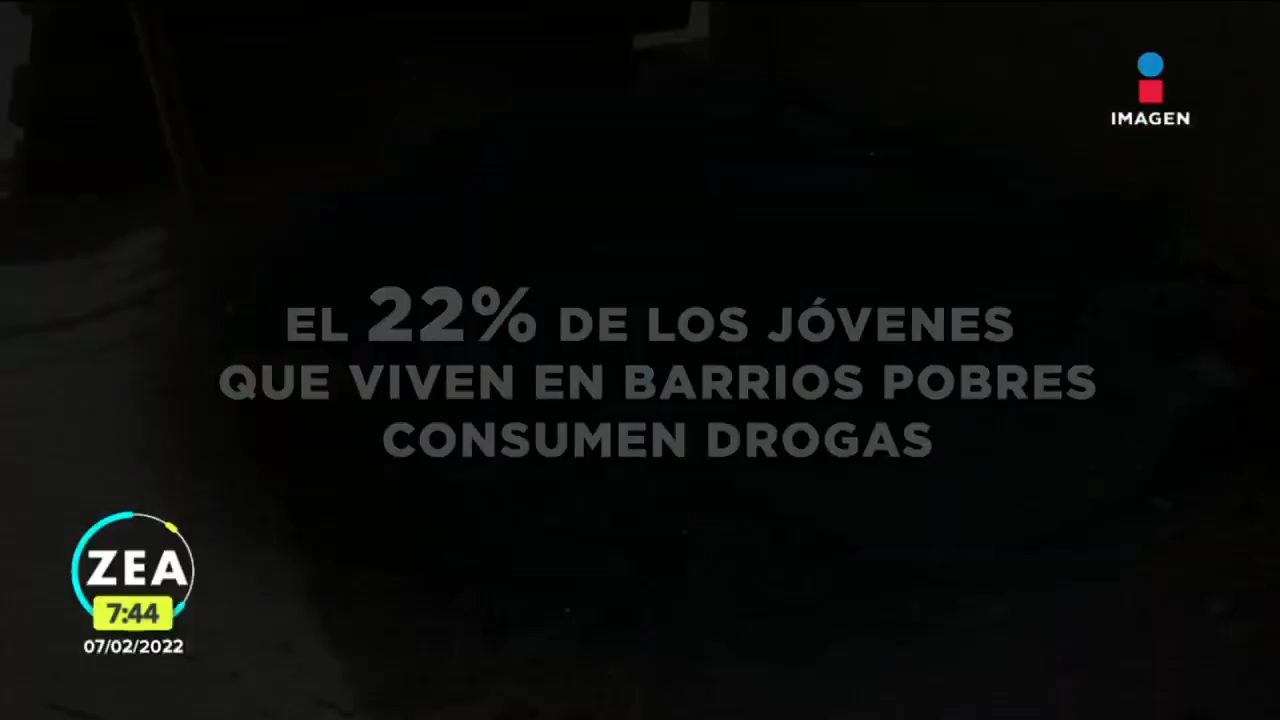 IMAGEN
EL 22% DE LOS JÓVENES
QUE VIVEN EN BARRIOS POBRES
CONSUMEN DROGAS
ZEA
7:44
07/02/2022